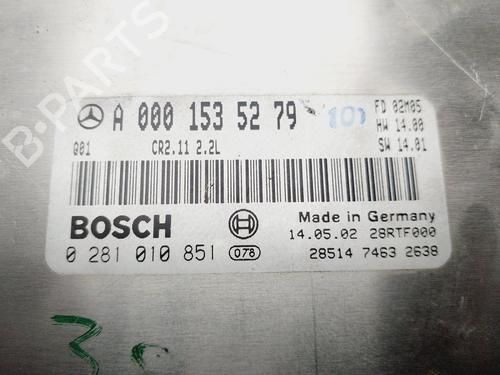 B-PARTS
A 000 153 52 79
101
FD 02M05
HW 14.00
Q01
CR2.11 2.2L
SW 14.01
BOSCH
Made in Germany
14.05.02 28RTF000
0 281 010 851
078
28514 7463 2638